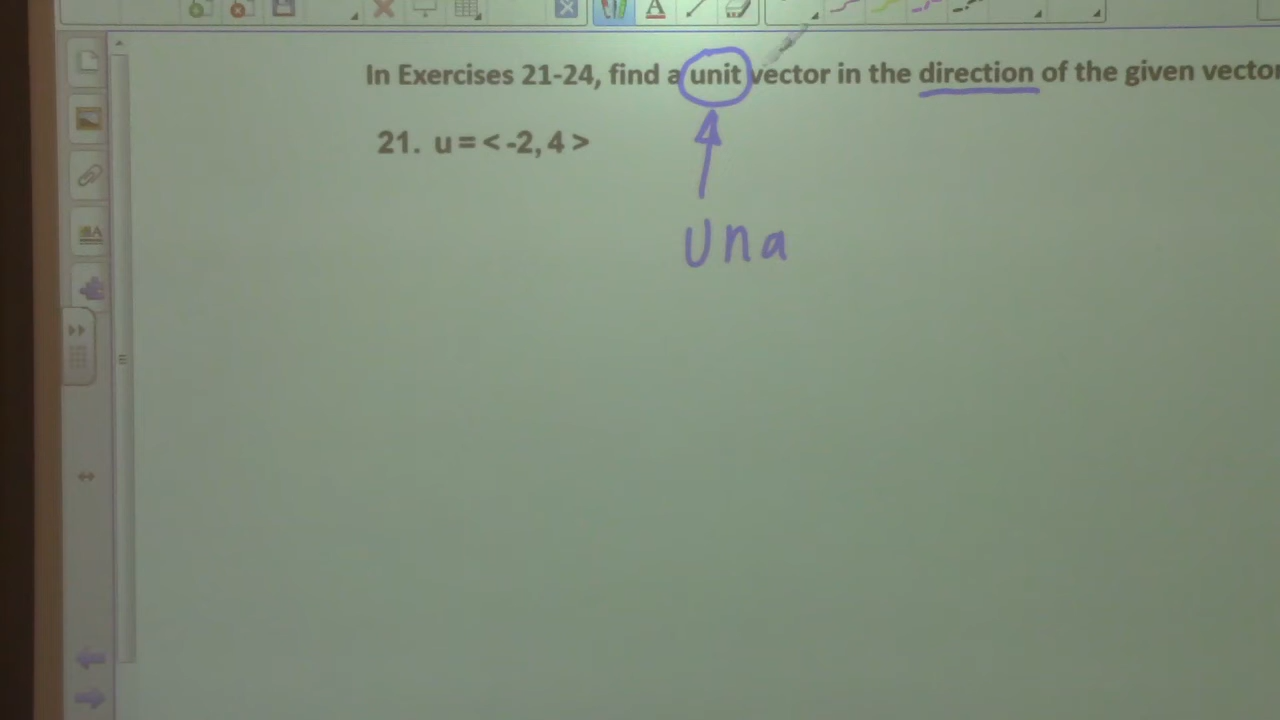 In Exercises 21-24, find a unit vector in the direction of the given vector
21. u = < -2, 4 >
Una